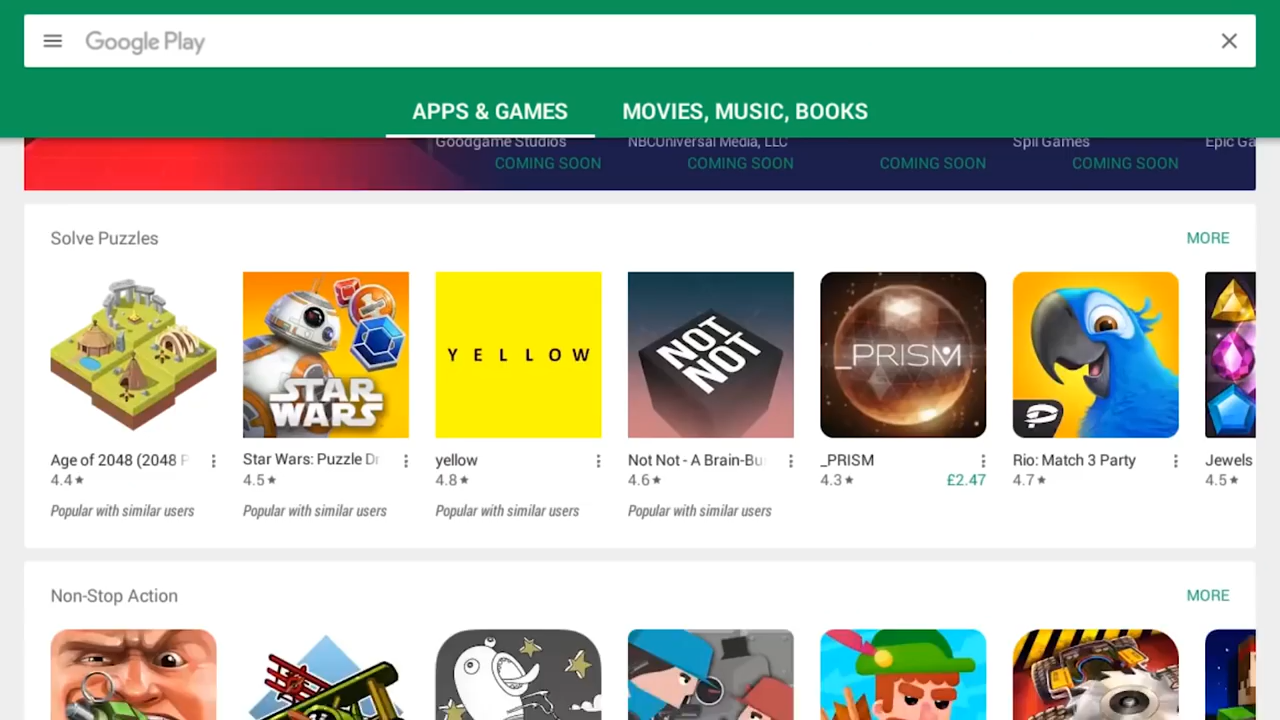 Google Play
APPS & GAMES
MOVIES, MUSIC, BOOKS
Goodgame Studios
NBCUniversal Media, LLC
Spil Games
Epic Ga
COMING SOON
COMING SOON
COMING SOON
COMING SOON
Solve Puzzles
MORE
STAR
WARS
YELLOW
NOT
NOT
_PRISM
Age of 2048 (2048 P
Star Wars: Puzzle Dr
yellow
Not Not - A Brain-Bu
_PRISM
Rio: Match 3 Party
Jewels
4.4★
4.5★
4.8★
4.6★
4.3★
£2.47
4.7★
4.5★
Popular with similar users
Popular with similar users
Popular with similar users
Popular with similar users
Non-Stop Action
MORE